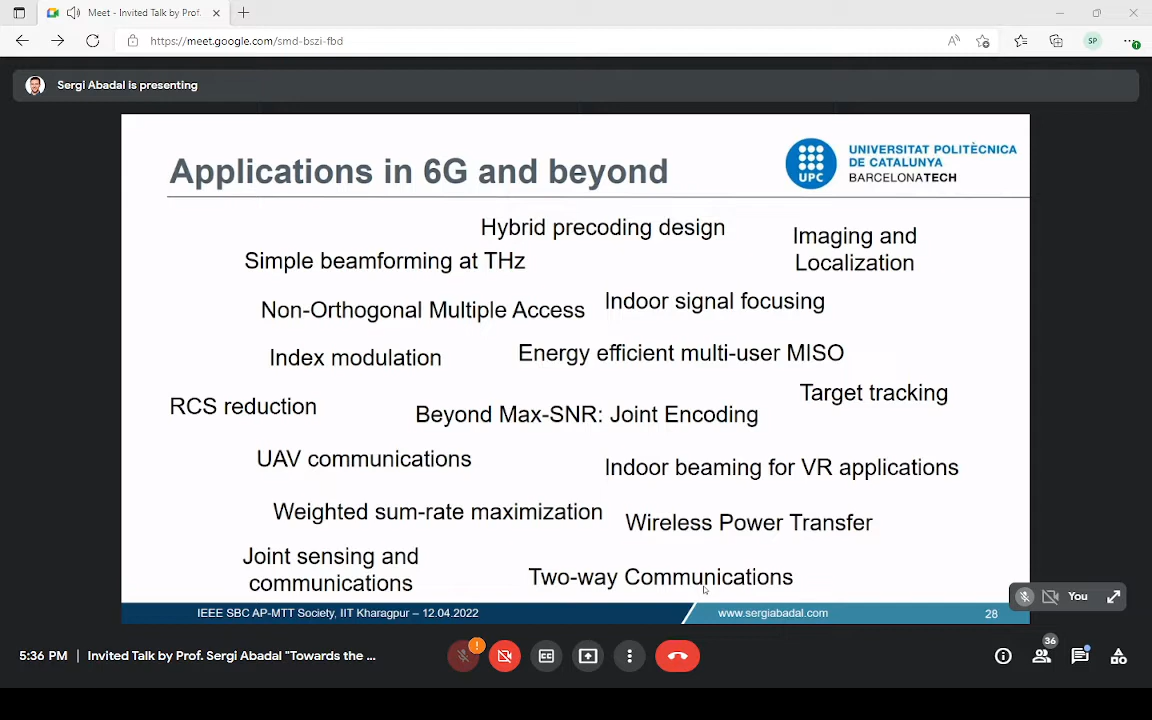 Meet - Invited Talk by Prof.
https://meet.google.com/smd-bszi-fbd
SP
Sergi Abadal is presenting
Applications in 6G and beyond
UPC
UNIVERSITAT POLITÈCNICA
DE CATALUNYA
BARCELONATECH
Hybrid precoding design
Imaging and
Localization
Simple beamforming at THz
Indoor signal focusing
Non-Orthogonal Multiple Access
Energy efficient multi-user MISO
Index modulation
Target tracking
RCS reduction
Beyond Max-SNR: Joint Encoding
UAV communications
Indoor beaming for VR applications
Weighted sum-rate maximization
Wireless Power Transfer
Joint sensing and
communications
Two-way Communications
You
IEEE SBC AP-MTT Society, IIT Kharagpur – 12.04.2022
www.sergiabadal.com
28
5:36 PM | Invited Talk by Prof. Sergi Abadal "Towards the ...
CC
36